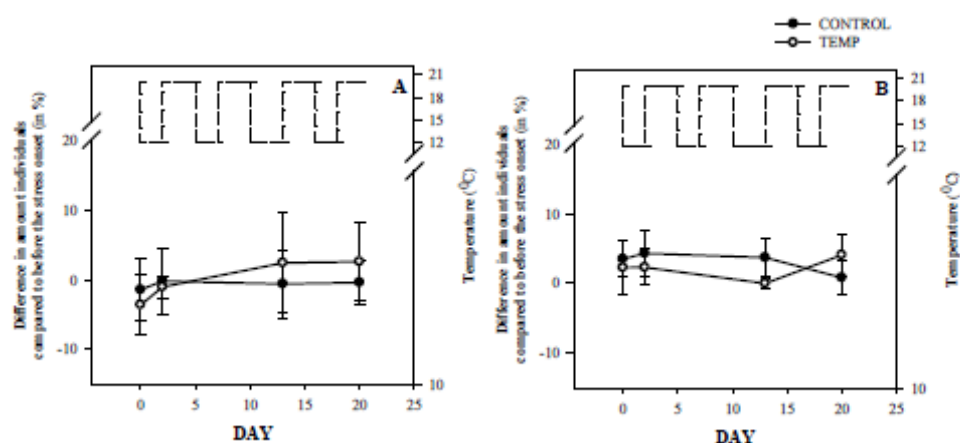 CONTROL
TEMP
A
B
Difference in amount individuals
compared to before the stress onset (in %)
20
10
0
-10
21
18
15
12
10
Temperature (⁰C)
0 5 10 15 20 25
DAY
Difference in amount individuals
compared to before the stress onset (in %)
20
10
0
-10
21
18
15
12
10
Temperature (⁰C)
0 5 10 15 20 25
DAY